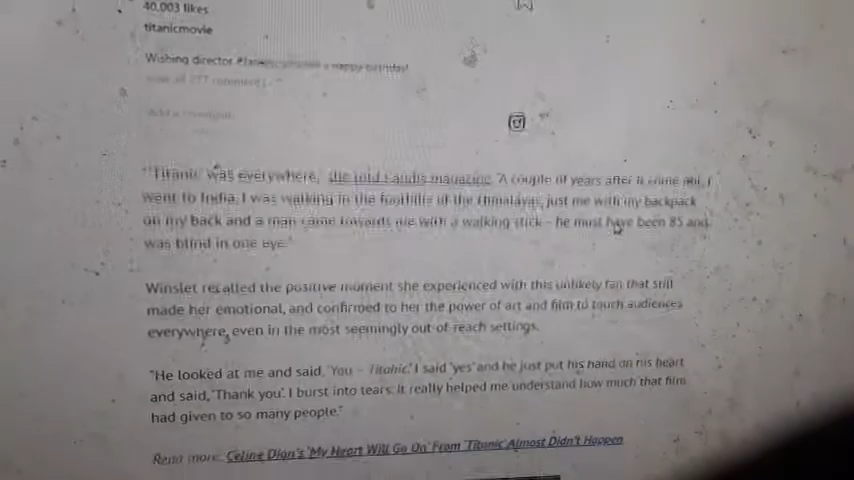 40,003 likes
titanicmovie
Wishing director a happy birthday!
view all 277 comments
Add a comment
"'Titanic' was everywhere," she told Candis magazine. "A couple of years after it came out, I
went to India. I was walking in the foothills of the Himalayas, just me with my backpack
on my back and a man came towards me with a walking stick – he must have been 85 and
was blind in one eye."
Winslet recalled the positive moment she experienced with this unlikely fan that still
made her emotional, and confirmed to her the power of art and film to touch audiences
everywhere, even in the most seemingly out-of-reach settings.
"He looked at me and said, 'You – Titanic.' I said 'yes' and he just put his hand on his heart
and said, 'Thank you'. I burst into tears. It really helped me understand how much that film
had given to so many people."
Read more: Celine Dion's 'My Heart Will Go On' From 'Titanic' Almost Didn't Happen